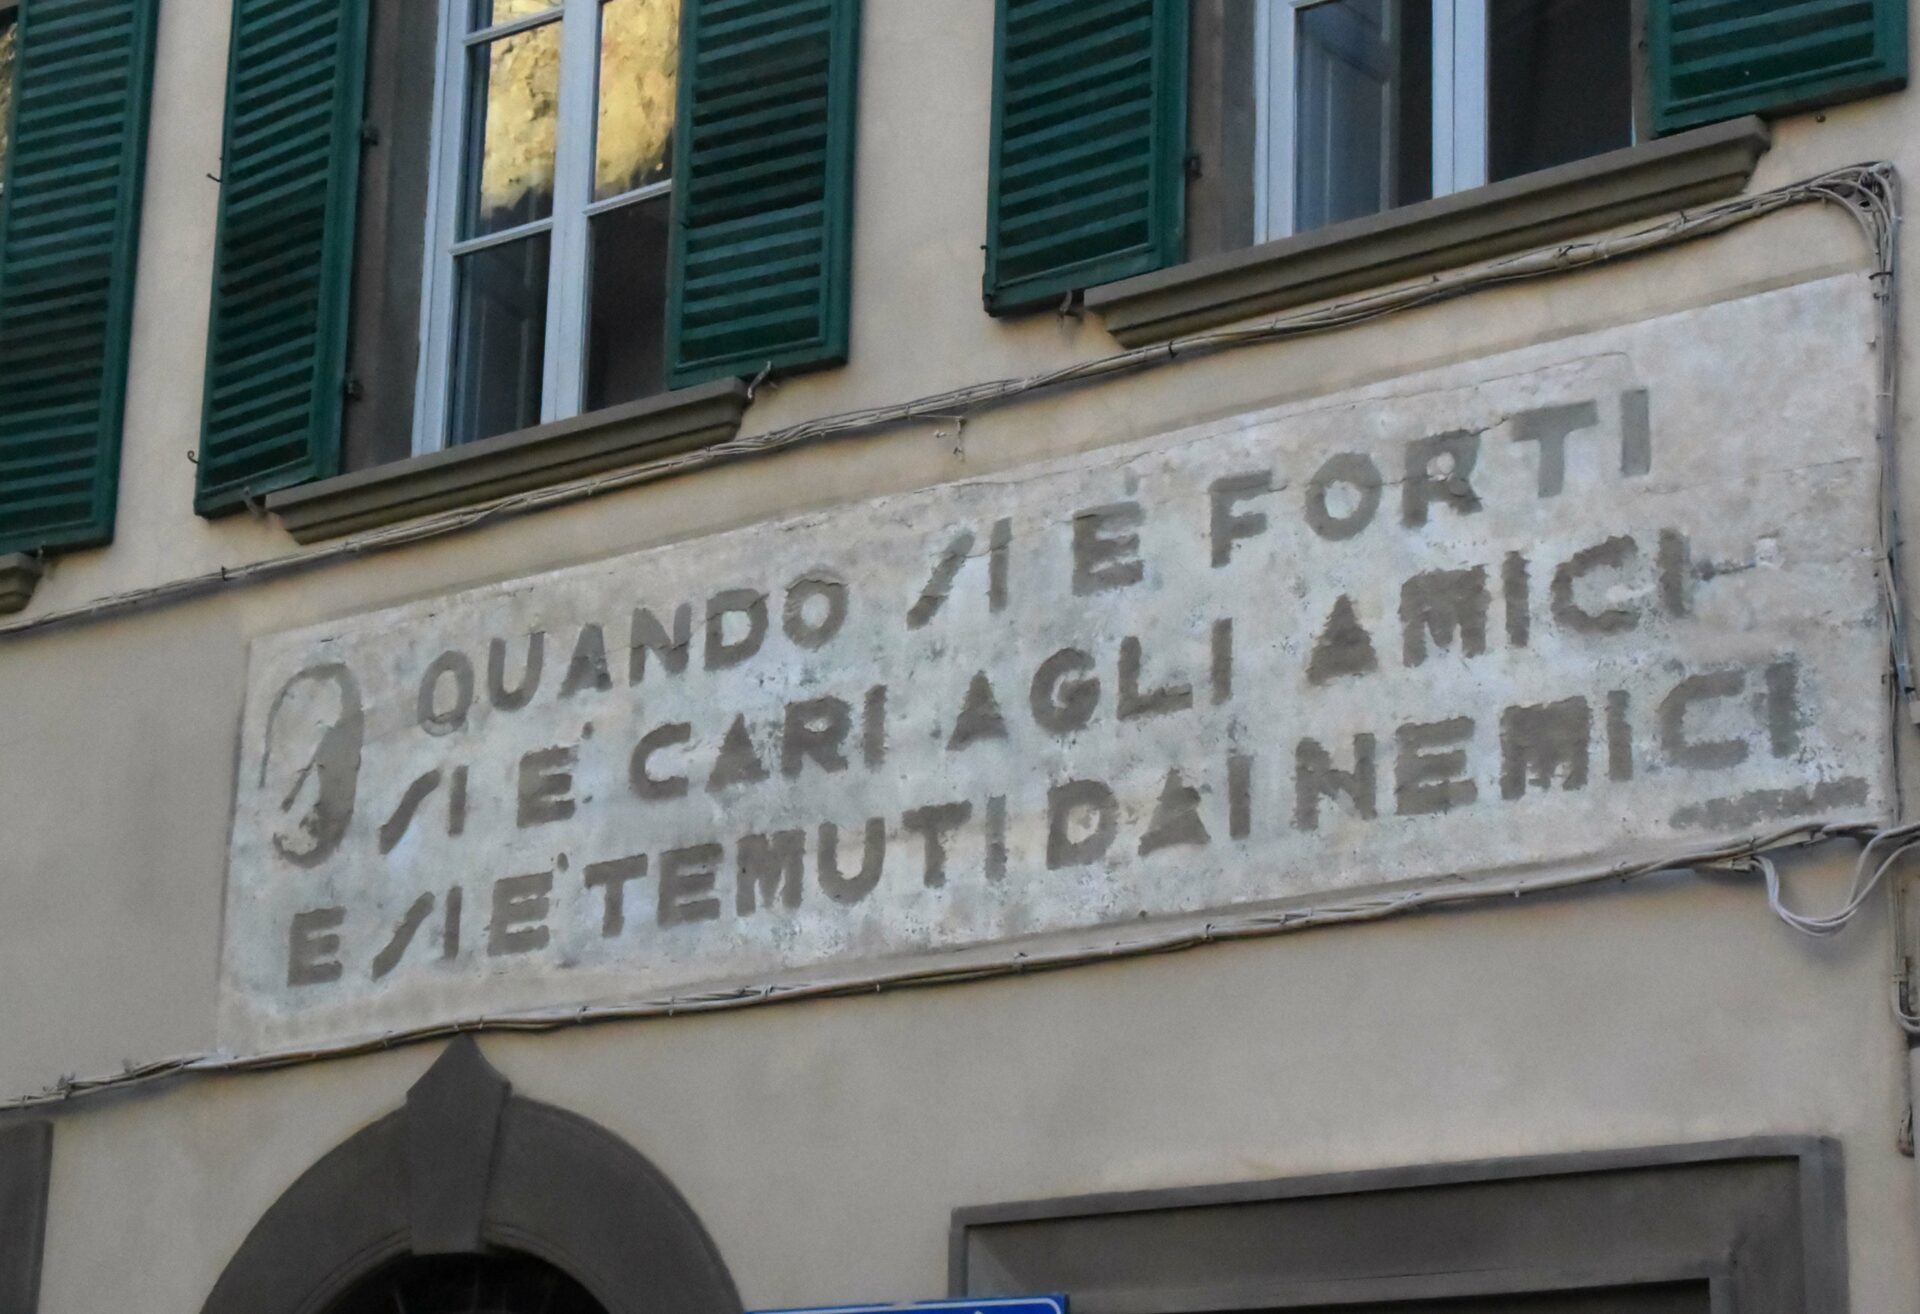 QUANDO SI E' FORTI
SI E' CARI AGLI AMICI
E SI E' TEMUTI DAI NEMICI